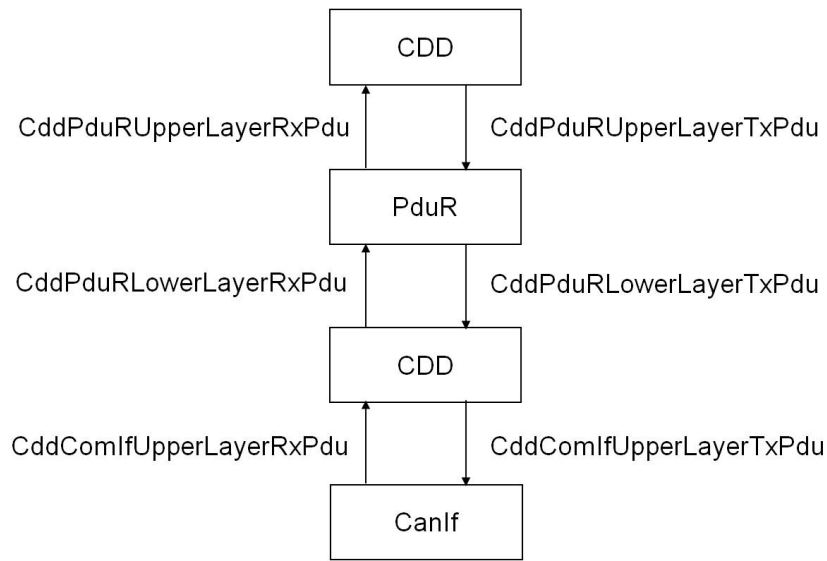 CDD
CddPduRUpperLayerRxPdu
CddPduRUpperLayerTxPdu
PduR
CddPduRLowerLayerRxPdu
CddPduRLowerLayerTxPdu
CDD
CddComIfUpperLayerRxPdu
CddComIfUpperLayerTxPdu
CanIf